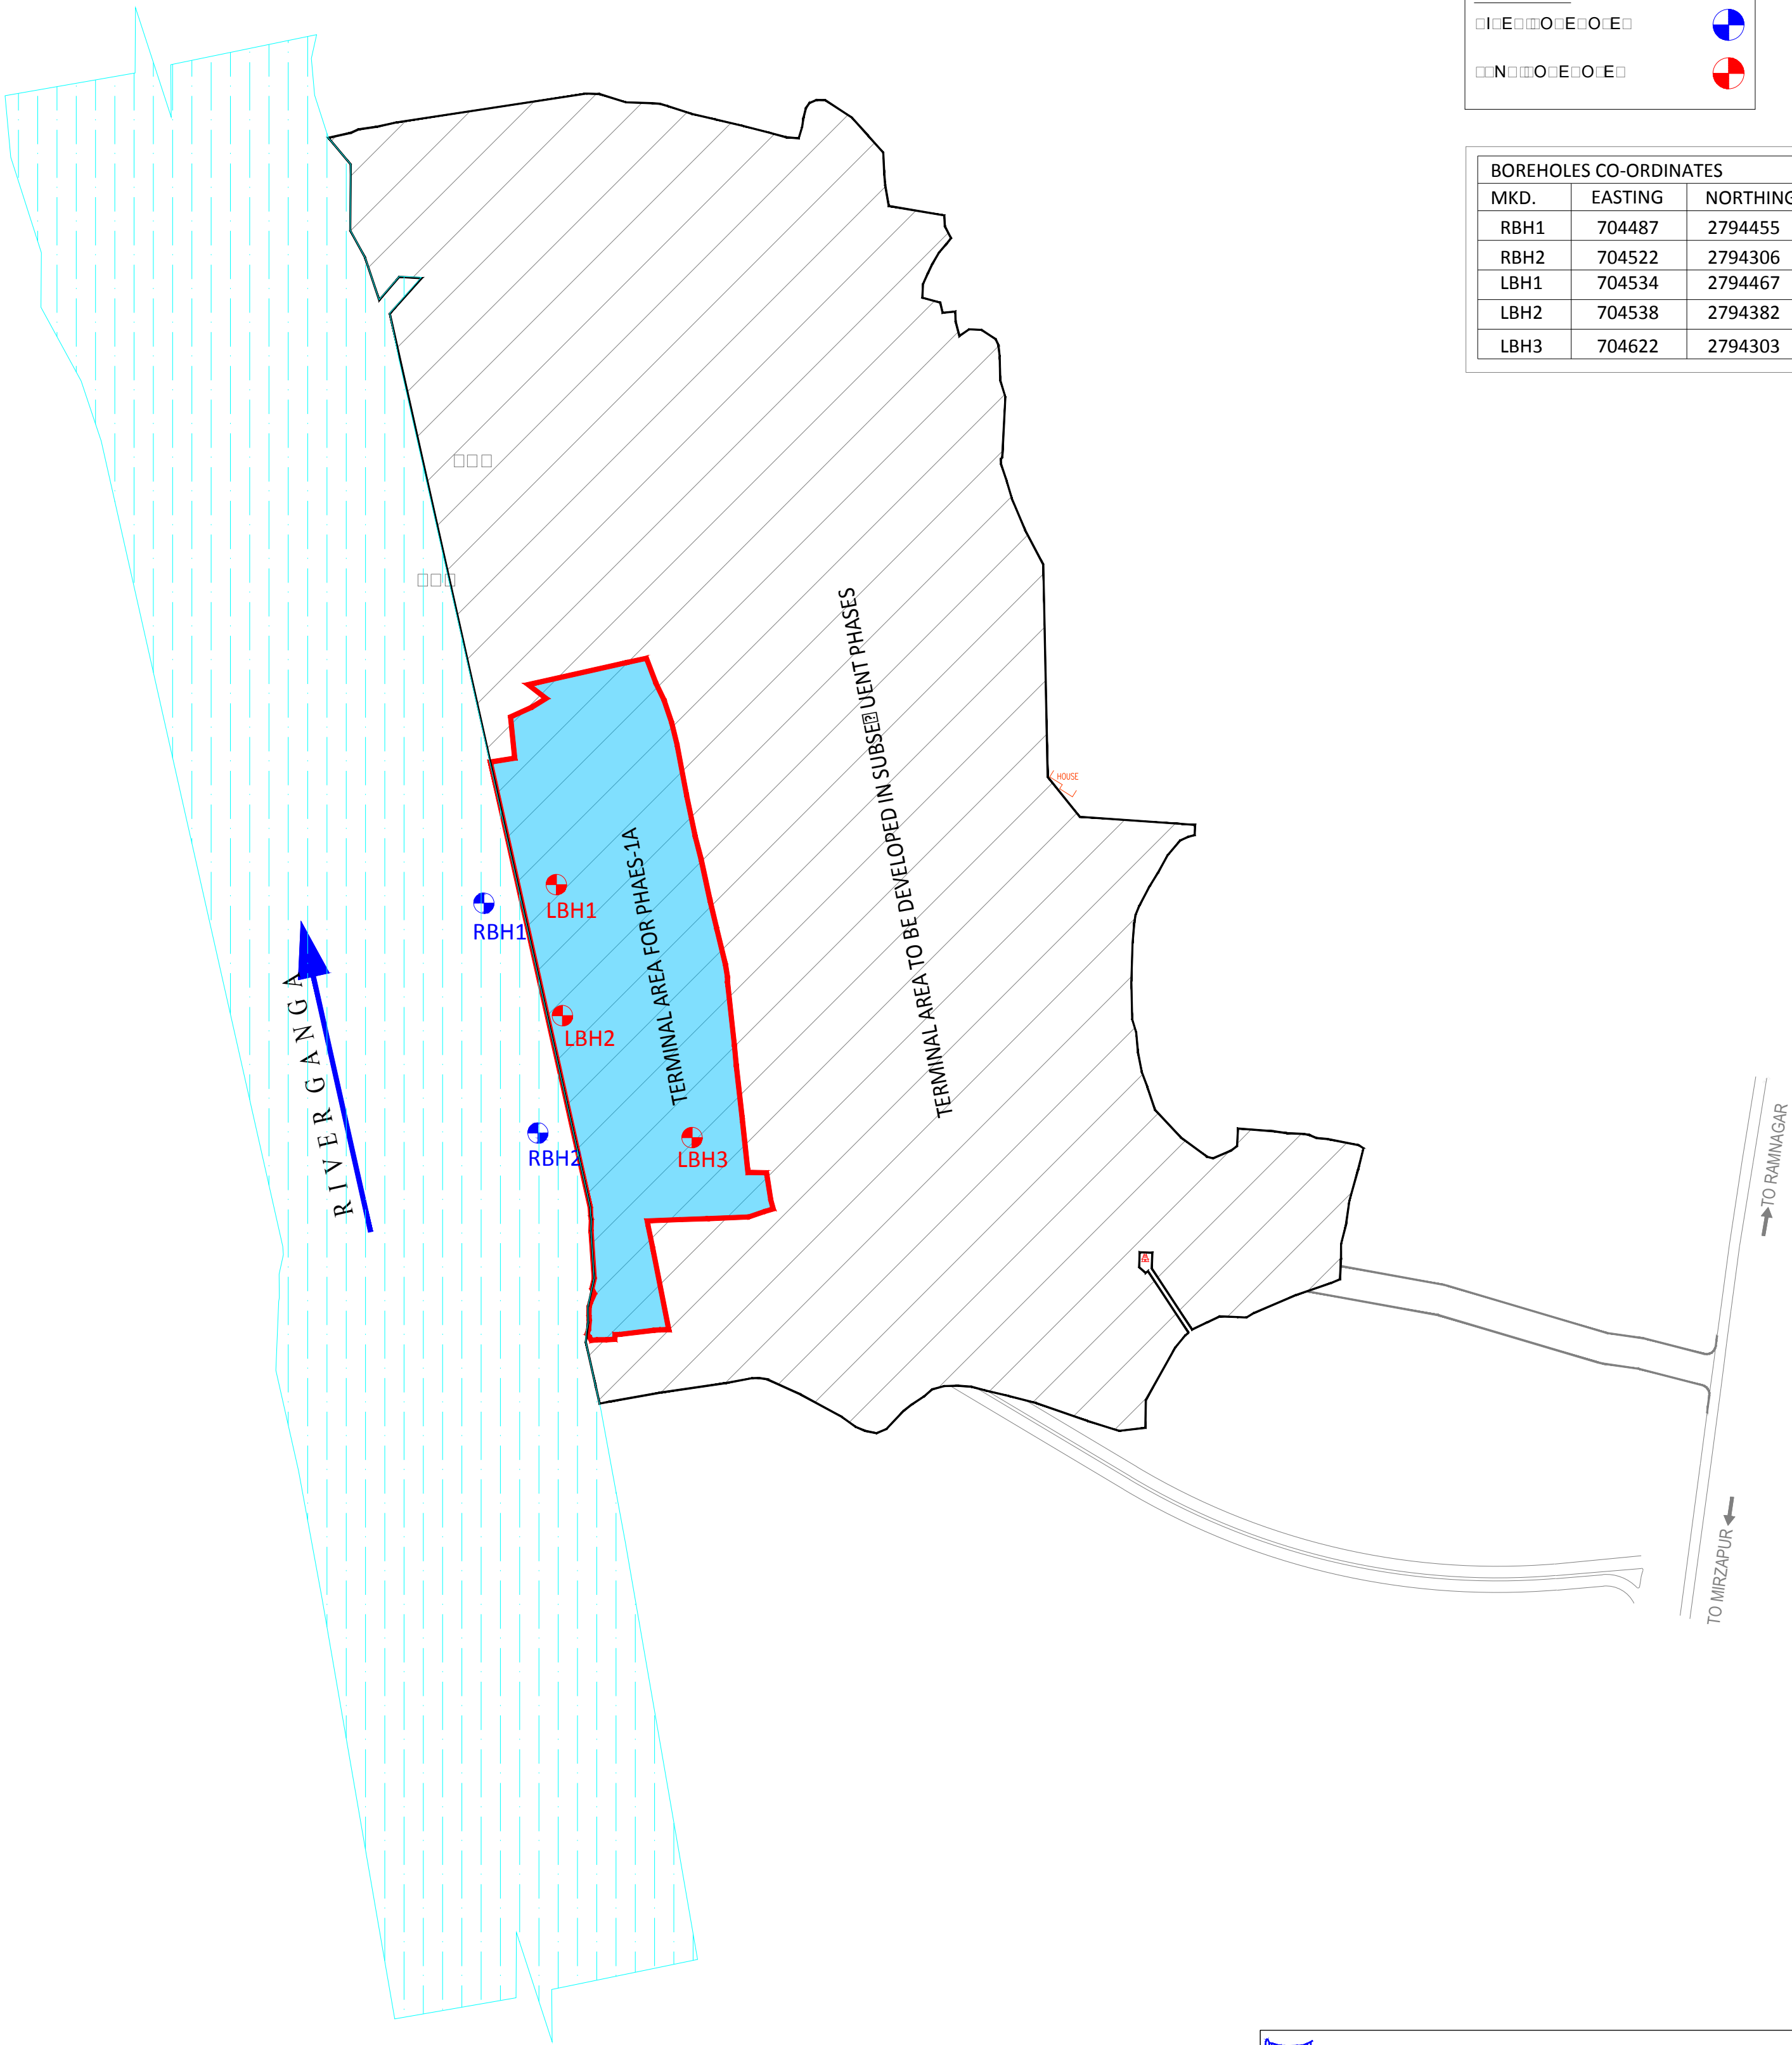 BOREHOLES CO-ORDINATES
MKD. EASTING NORTHING
RBH1 704487 2794455
RBH2 704522 2794306
LBH1 704534 2794467
LBH2 704538 2794382
LBH3 704622 2794303
TERMINAL AREA TO BE DEVELOPED IN SUBSE UENT PHASES
HOUSE
TERMINAL AREA FOR PHAES-1A
LBH1
RBH1
LBH2
RBH2
LBH3
RIVER GANGA
TO RAMNAGAR
TO MIRZAPUR